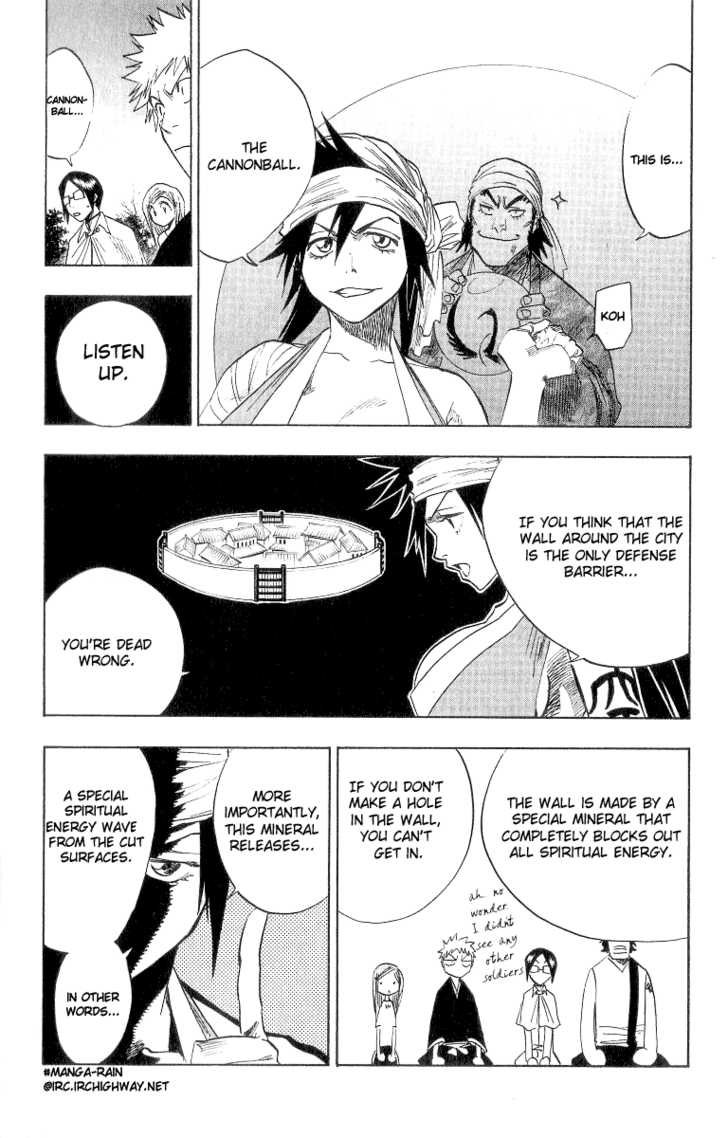 THIS IS...
THE
CANNONBALL.
KOH
CANNON-
BALL...
LISTEN
UP.
IF YOU THINK THAT THE
WALL AROUND THE CITY
IS THE ONLY DEFENSE
BARRIER...
YOU'RE DEAD
WRONG.
THE WALL IS MADE BY A
SPECIAL MINERAL THAT
COMPLETELY BLOCKS OUT
ALL SPIRITUAL ENERGY.
IF YOU DON'T
MAKE A HOLE
IN THE WALL,
YOU CAN'T
GET IN.
ah no
wonder
I didnt
see any
other
soldiers
MORE
IMPORTANTLY,
THIS MINERAL
RELEASES...
A SPECIAL
SPIRITUAL
ENERGY WAVE
FROM THE CUT
SURFACES.
IN OTHER
WORDS...
#MANGA-RAIN
@IRC.IRCHIGHWAY.NET